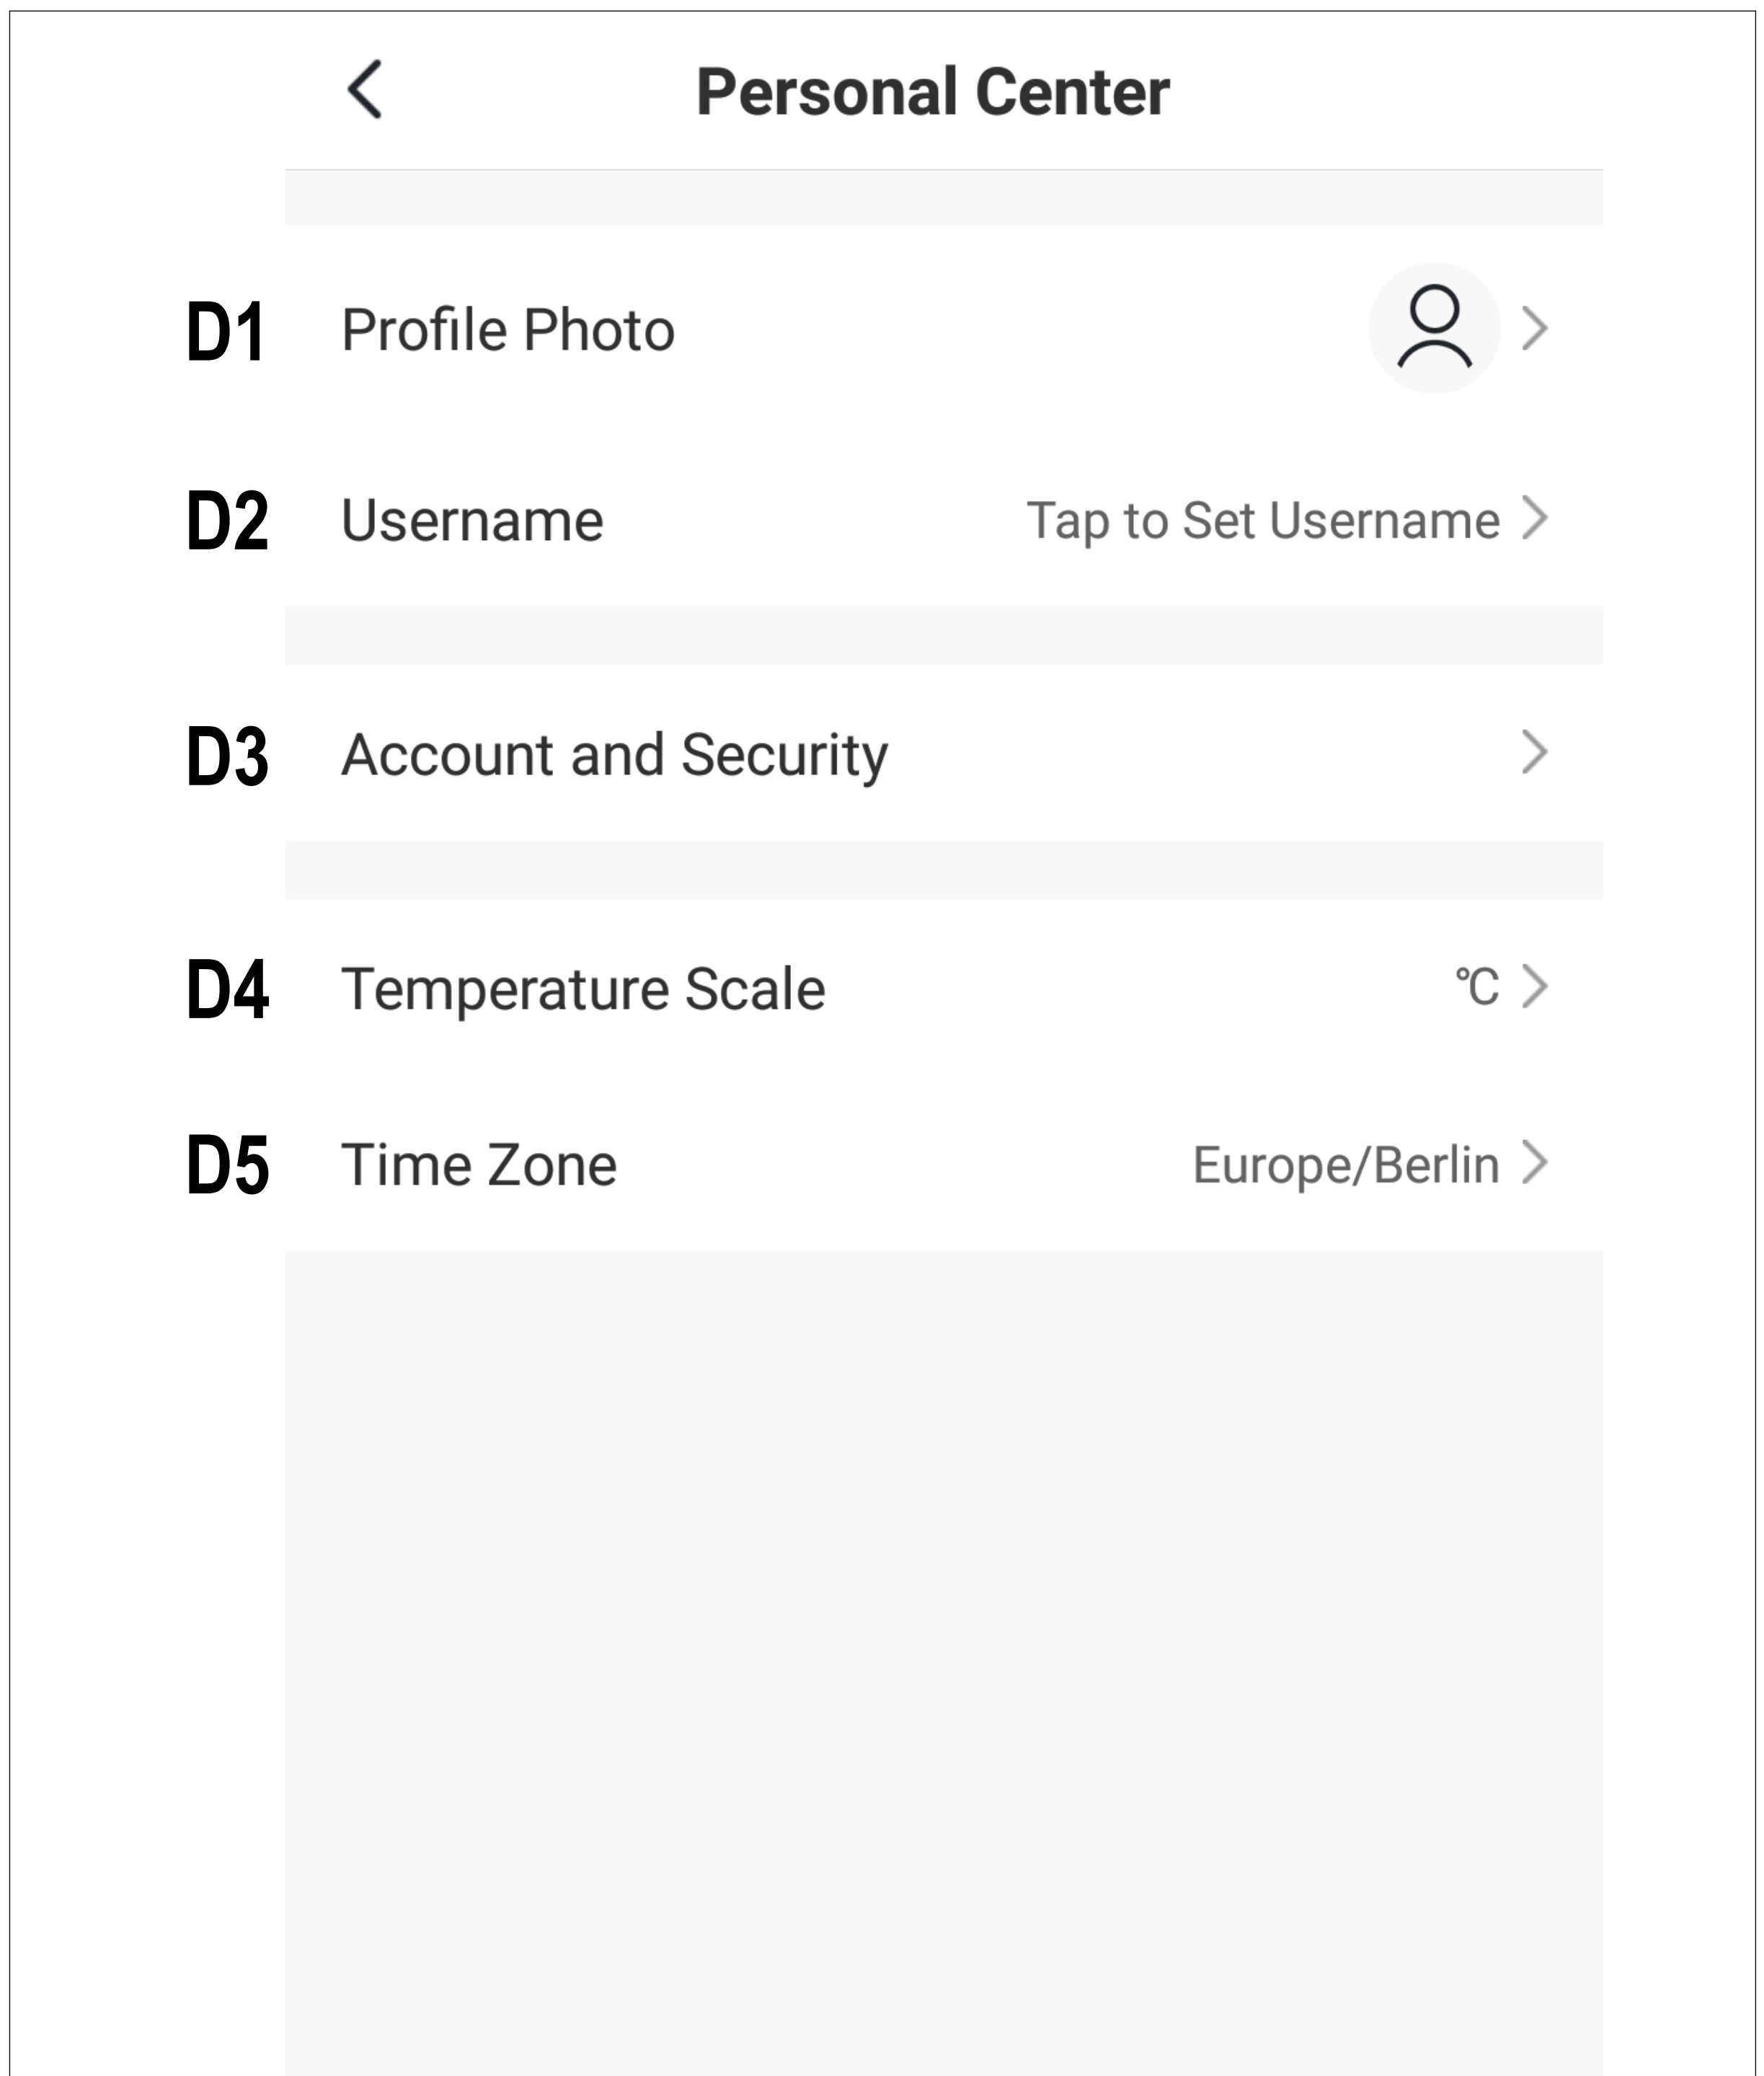 Personal Center
D1 Profile Photo
D2 Username Tap to Set Username
D3 Account and Security
D4 Temperature Scale ℃
D5 Time Zone Europe/Berlin